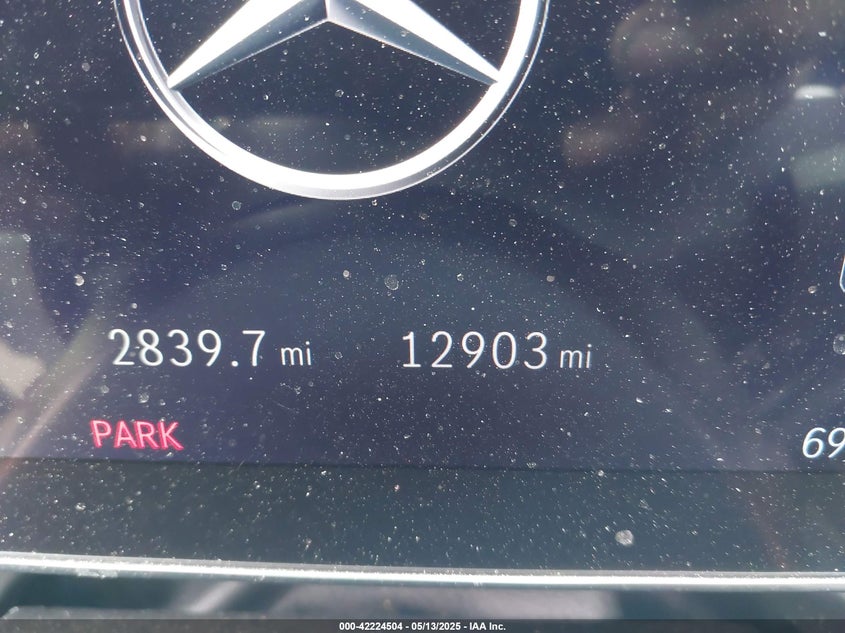 2839.7 mi 12903 mi
PARK
69
000-42224504 - 05/13/2025 - IAA Inc.